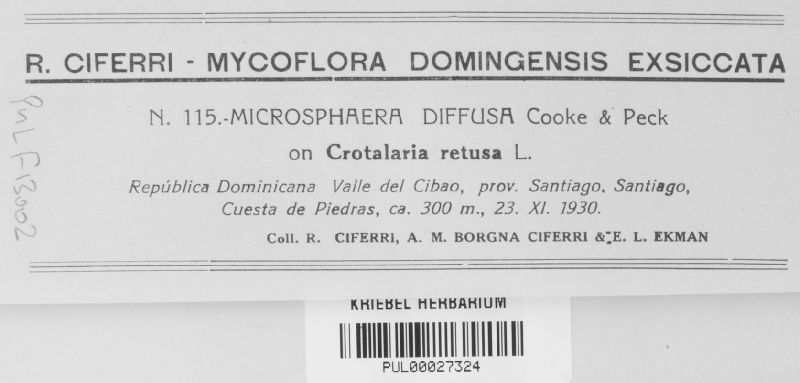 R. CIFERRI - MYCOFLORA DOMINGENSIS EXSICCATA
N. 115.-MICROSPHAERA DIFFUSA Cooke & Peck
on Crotalaria retusa L.
República Dominicana Valle del Cibao, prov. Santiago, Santiago,
Cuesta de Piedras, ca. 300 m., 23. XI. 1930.
Coll. R. CIFERRI, A. M. BORGNA CIFERRI & E. L. EKMAN
PUL F13002
KRIEBEL HERBARIUM
PUL00027324